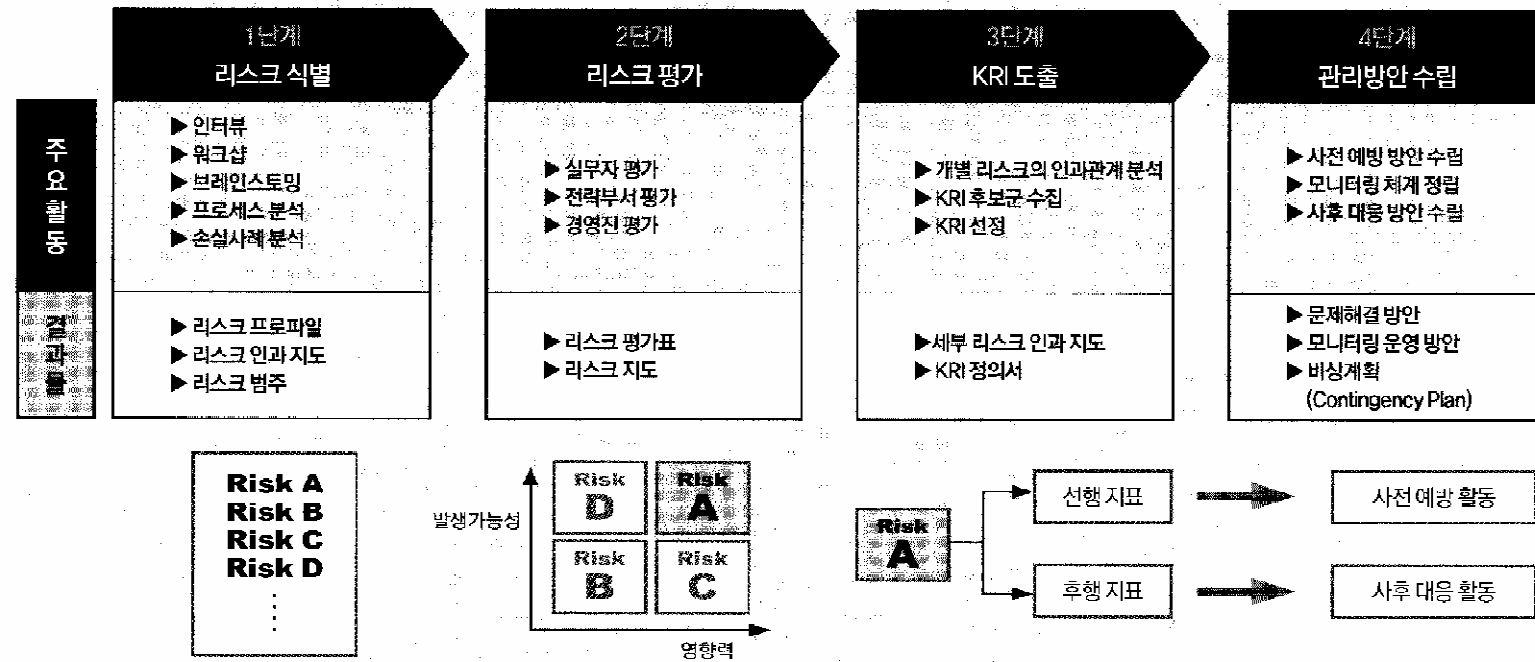 1단계
리스크 식별
2단계
리스크 평가
3단계
KRI 도출
4단계
관리방안 수립
주요활동
▶ 인터뷰
▶ 워크샵
▶ 브레인스토밍
▶ 프로세스 분석
▶ 손실사례 분석
▶ 실무자 평가
▶ 전략부서 평가
▶ 경영진 평가
▶ 개별 리스크의 인과관계 분석
▶ KRI 후보군 수집
▶ KRI 선정
▶ 사전 예방 방안 수립
▶ 모니터링 체계 정립
▶ 사후 대응 방안 수립
결과물
▶ 리스크 프로파일
▶ 리스크 인과 지도
▶ 리스크 범주
▶ 리스크 평가표
▶ 리스크 지도
▶세부 리스크 인과 지도
▶ KRI 정의서
▶ 문제해결 방안
▶ 모니터링 운영 방안
▶ 비상계획
(Contingency Plan)
Risk A
Risk B
Risk C
Risk D
발생가능성
Risk
D
Risk
A
Risk
B
Risk
C
영향력
Risk
A
선행 지표
사전 예방 활동
후행 지표
사후 대응 활동